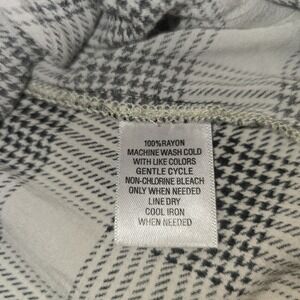 100%RAYON
MACHINE WASH COLD
WITH LIKE COLORS
GENTLE CYCLE
NON-CHLORINE BLEACH
ONLY WHEN NEEDED
LINE DRY
COOL IRON
WHEN NEEDED